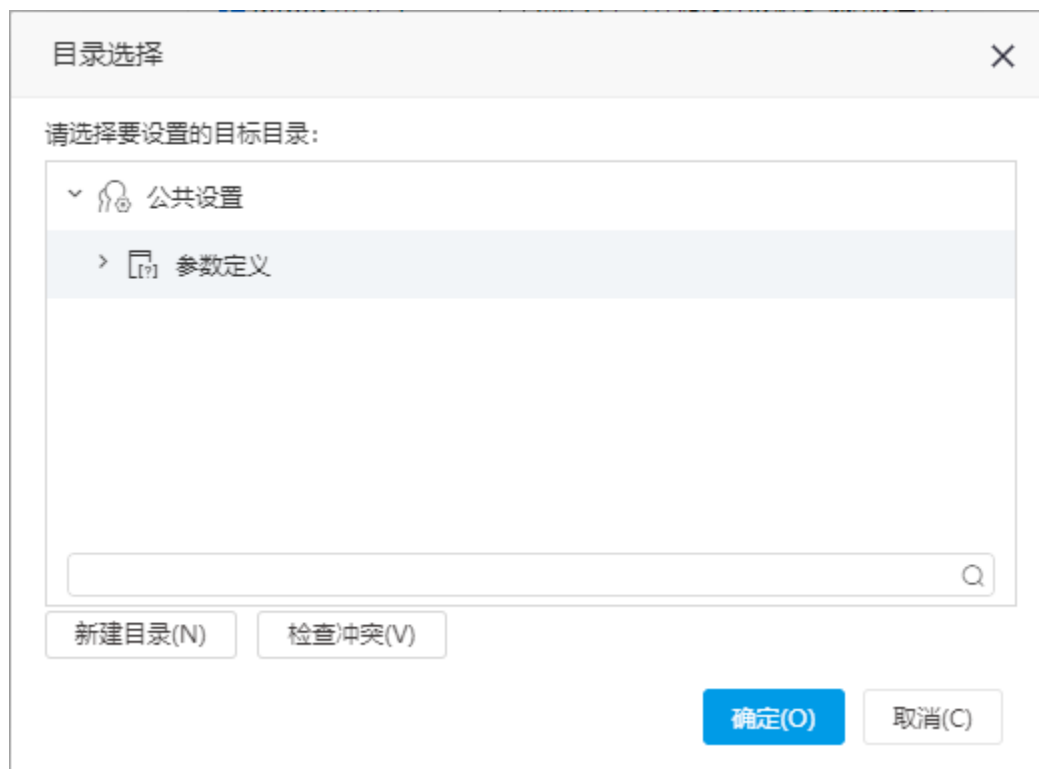 目录选择
请选择要设置的目标目录：
公共设置
[?] 参数定义
新建目录(N) 检查冲突(V)
确定(O) 取消(C)